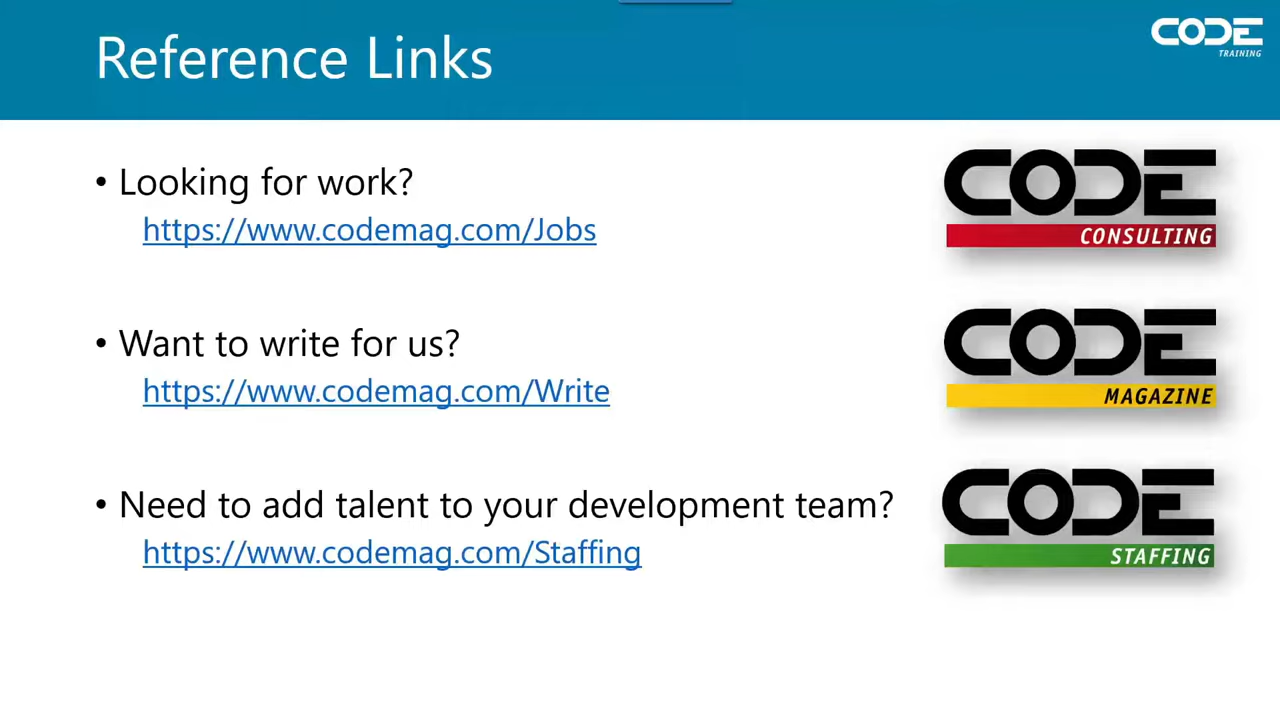 Reference Links
CODE
TRAINING
• Looking for work?
https://www.codemag.com/Jobs
CODE
CONSULTING
• Want to write for us?
https://www.codemag.com/Write
CODE
MAGAZINE
• Need to add talent to your development team?
https://www.codemag.com/Staffing
CODE
STAFFING